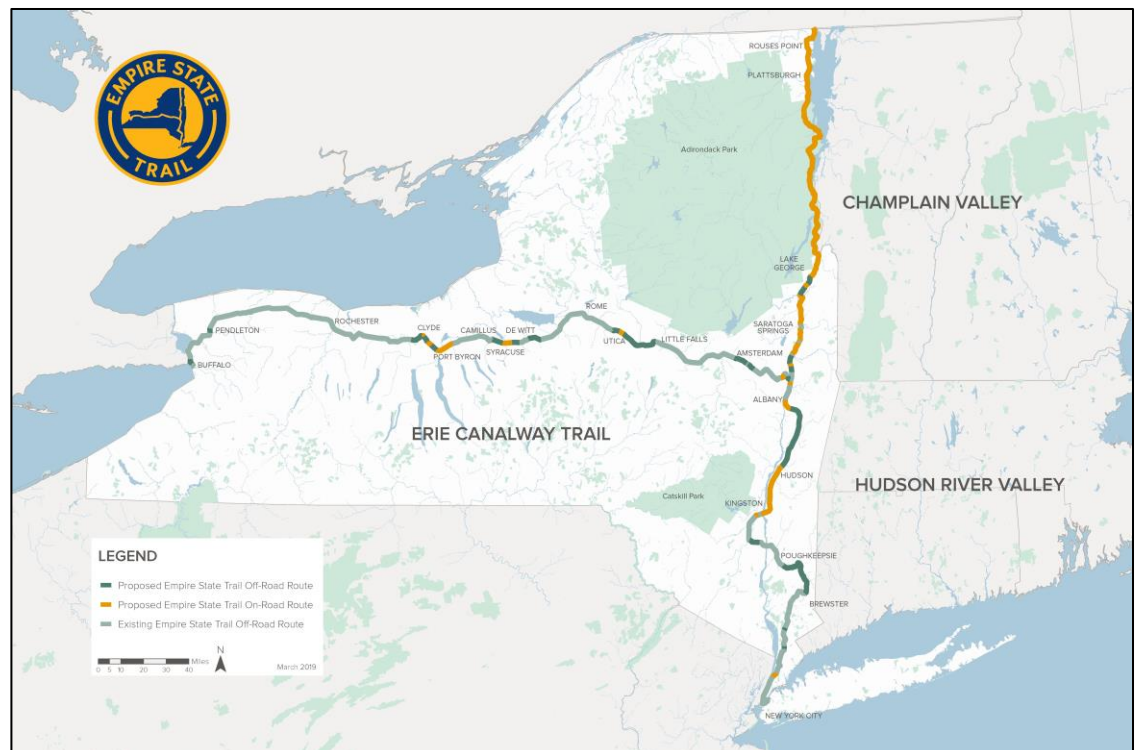 EMPIRE STATE
TRAIL
ROUSES POINT
PLATTSBURGH
Adirondack Park
CHAMPLAIN VALLEY
LAKE
GEORGE
ROME
SARATOGA
SPRINGS
PENDLETON
ROCHESTER
CLYDE
CAMILLUS
DE WITT
UTICA
LITTLE FALLS
SYRACUSE
PORT BYRON
AMSTERDAM
BUFFALO
ALBANY
ERIE CANALWAY TRAIL
HUDSON
HUDSON RIVER VALLEY
Catskill Park
KINGSTON
POUGHKEEPSIE
BREWSTER
NEW YORK CITY
LEGEND
Proposed Empire State Trail Off-Road Route
Proposed Empire State Trail On-Road Route
Existing Empire State Trail Off-Road Route
Miles
0 5 10 20 30 40
N
March 2019